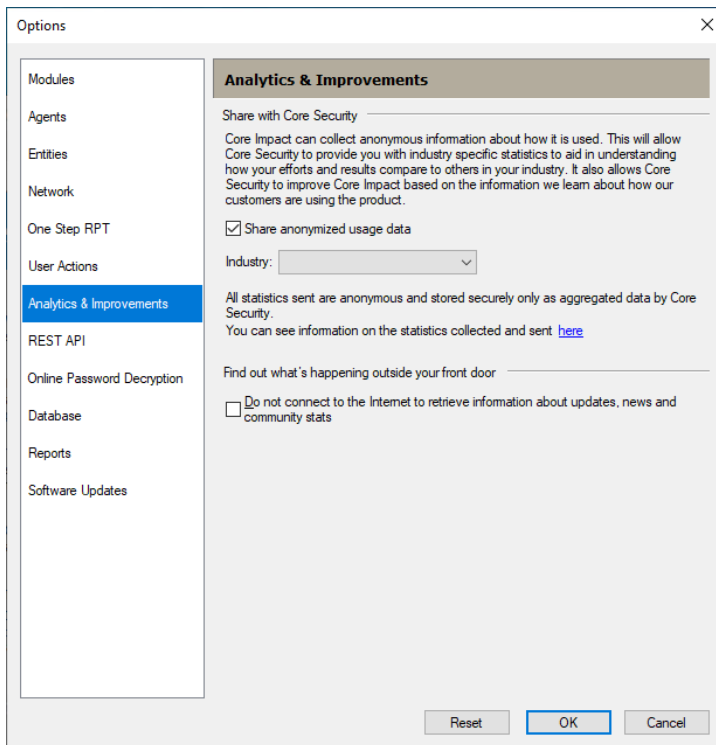 Options
Modules
Agents
Entities
Network
One Step RPT
User Actions
Analytics & Improvements
REST API
Online Password Decryption
Database
Reports
Software Updates
Analytics & Improvements
Share with Core Security
Core Impact can collect anonymous information about how it is used. This will allow
Core Security to provide you with industry specific statistics to aid in understanding
how your efforts and results compare to others in your industry. It also allows Core
Security to improve Core Impact based on the information we learn about how our
customers are using the product.
Share anonymized usage data
Industry:
All statistics sent are anonymous and stored securely only as aggregated data by Core
Security.
You can see information on the statistics collected and sent here
Find out what's happening outside your front door
Do not connect to the Internet to retrieve information about updates, news and
community stats
Reset
OK
Cancel